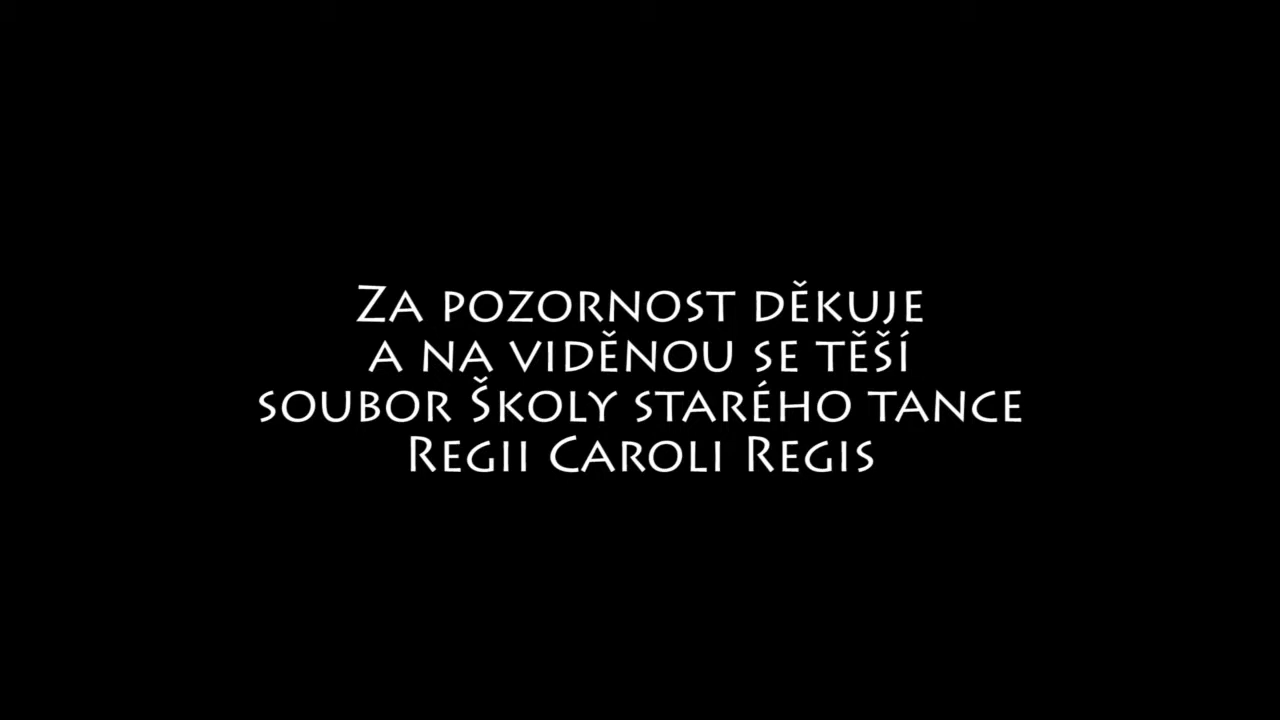 Za pozornost děkuje
a na viděnou se těší
soubor Školy starého tance
Regii Caroli Regis